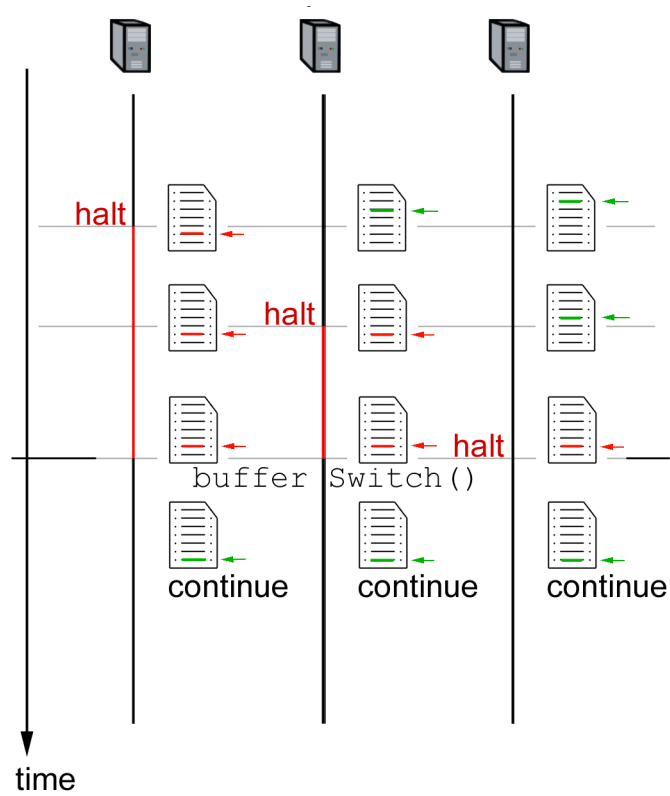 halt
halt
halt
buffer Switch()
continue
continue
continue
time